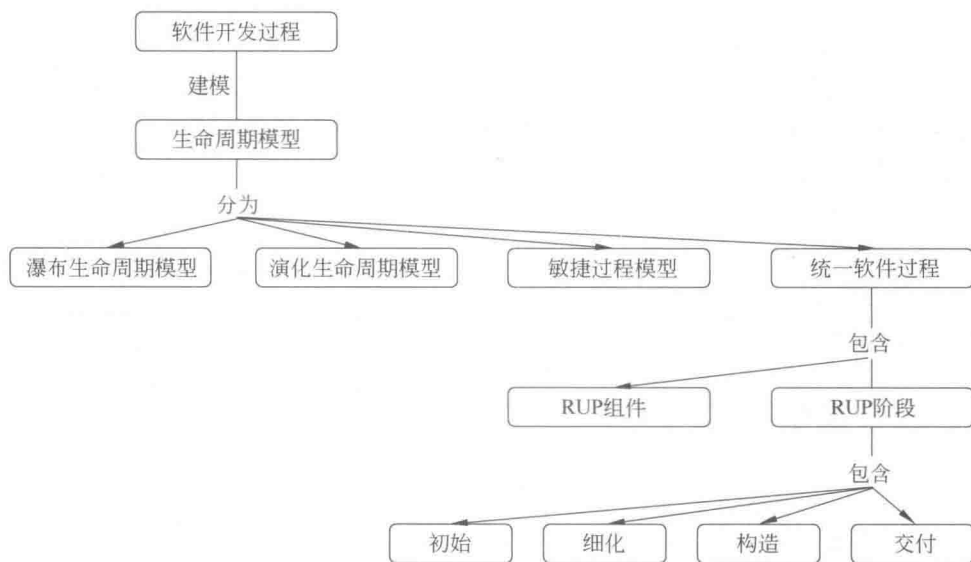 软件开发过程
建模
生命周期模型
分为
瀑布生命周期模型
演化生命周期模型
敏捷过程模型
统一软件过程
包含
RUP组件
RUP阶段
包含
初始
细化
构造
交付